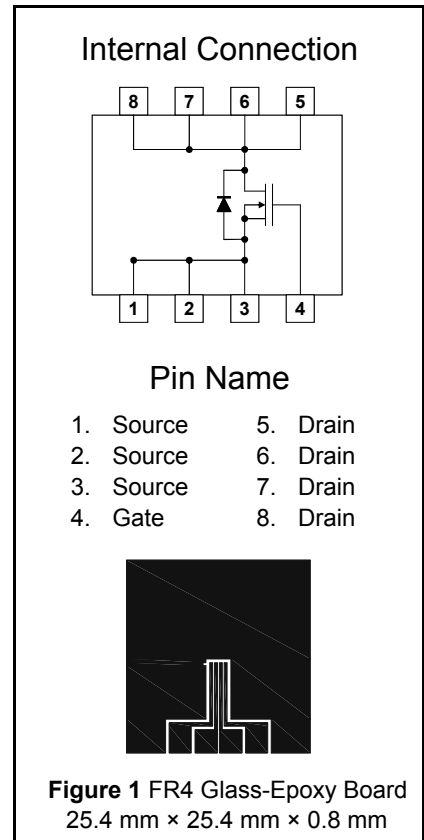 Internal Connection
8 7 6 5
1 2 3 4
Pin Name
1. Source 5. Drain
2. Source 6. Drain
3. Source 7. Drain
4. Gate 8. Drain
Figure 1 FR4 Glass-Epoxy Board
25.4 mm × 25.4 mm × 0.8 mm